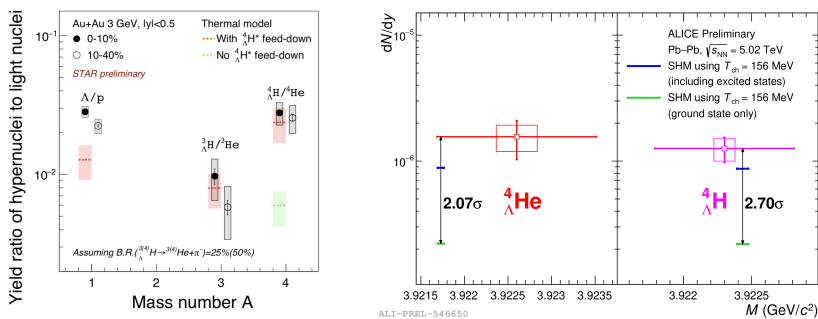 Yield ratio of hypernuclei to light nuclei
Au+Au 3 GeV, |y|<0.5
0-10%
10-40%
STAR preliminary
Thermal model
With ⁴ΛH* feed-down
No ⁴ΛH* feed-down
Λ/p
³ΛH/³He
⁴ΛH/⁴He
Assuming B.R.(³⁽⁴⁾ΛH→³⁽⁴⁾He+π⁻)=25%(50%)
10⁻¹
10⁻²
1 2 3 4
Mass number A
dN/dy
10⁻⁵
10⁻⁶
ALICE Preliminary
Pb–Pb, √sNN = 5.02 TeV
SHM using Tch = 156 MeV
(including excited states)
SHM using Tch = 156 MeV
(ground state only)
2.07σ
⁴ΛHe
⁴ΛH
2.70σ
3.9215 3.922 3.9225 3.923 3.9235
3.922 3.9225
M (GeV/c²)
ALI-PREL-546650